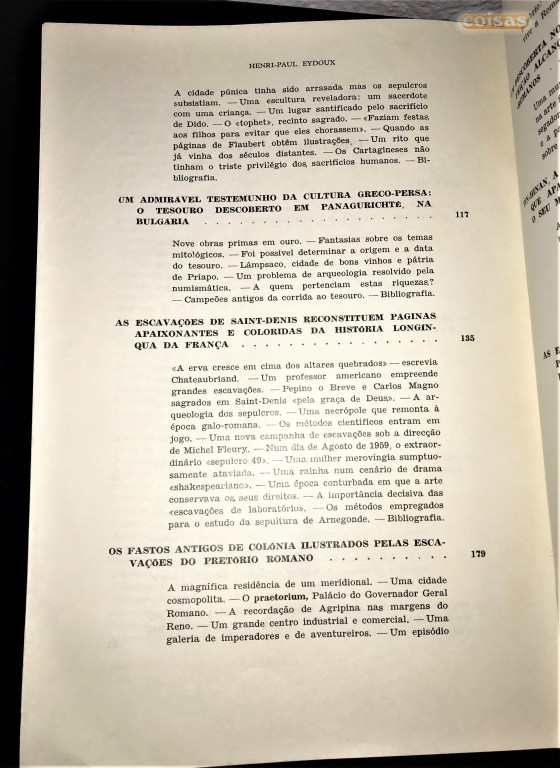 coisas
HENRI-PAUL EYDOUX
A cidade púnica tinha sido arrasada mas os sepulcros
subsistiam. — Uma escultura reveladora: um sacerdote
com uma criança. — Um lugar santificado pelo sacrifício
de Dido. — O «tophet», recinto sagrado. — «Faziam festas
aos filhos para evitar que eles chorassem». — Quando as
páginas de Flaubert obtêm ilustrações. — Um rito que
já vinha dos séculos distantes. — Os Cartagineses não
tinham o triste privilégio dos sacrifícios humanos. — Bi-
bliografia.
UM ADMIRÁVEL TESTEMUNHO DA CULTURA GRECO-PERSA:
O TESOURO DESCOBERTO EM PANAGURICHTE, NA
BULGARIA . . . . . . . . . . . . . . . . . . 117
Nove obras primas em ouro. — Fantasias sobre os temas
mitológicos. — Foi possível determinar a origem e a data
do tesouro. — Lâmpsaco, cidade de bons vinhos e pátria
de Príapo. — Um problema de arqueologia resolvido pela
numismática. — A quem pertenciam estas riquezas?
— Campeões antigos da corrida ao tesouro. — Bibliografia.
AS ESCAVAÇÕES DE SAINT-DENIS RECONSTITUEM PAGINAS
APAIXONANTES E COLORIDAS DA HISTORIA LONGIN-
QUA DA FRANÇA . . . . . . . . . . . . . . . 135
«A erva cresce em cima dos altares quebrados» — escrevia
Chateaubriand. — Um professor americano empreende
grandes escavações. — Pepino o Breve e Carlos Magno
sagrados em Saint-Denis «pela graça de Deus». — A ar-
queologia dos sepulcros. — Uma necrópole que remonta à
época galo-romana. — Os métodos científicos entram em
jogo. — Uma nova campanha de escavações sob a direcção
de Michel Fleury. — Num dia de Agosto de 1959, o extraor-
dinário «sepulcro 49». — Uma mulher merovíngia sumptuo-
samente ataviada. — Uma rainha num cenário de drama
«shakespeariano». — Uma época conturbada em que a arte
conservava os seus direitos. — A importância decisiva das
«escavações de laboratório». — Os métodos empregados
para o estudo da sepultura de Arnegonde. — Bibliografia.
OS FASTOS ANTIGOS DE COLONIA ILUSTRADOS PELAS ESCA-
VAÇÕES DO PRETORIO ROMANO . . . . . . . . . 179
A magnífica residência de um meridional. — Uma cidade
cosmopolita. — O praetorium, Palácio do Governador Geral
Romano. — A recordação de Agripina nas margens do
Reno. — Um grande centro industrial e comercial. — Uma
galeria de imperadores e de aventureiros. — Um episódio